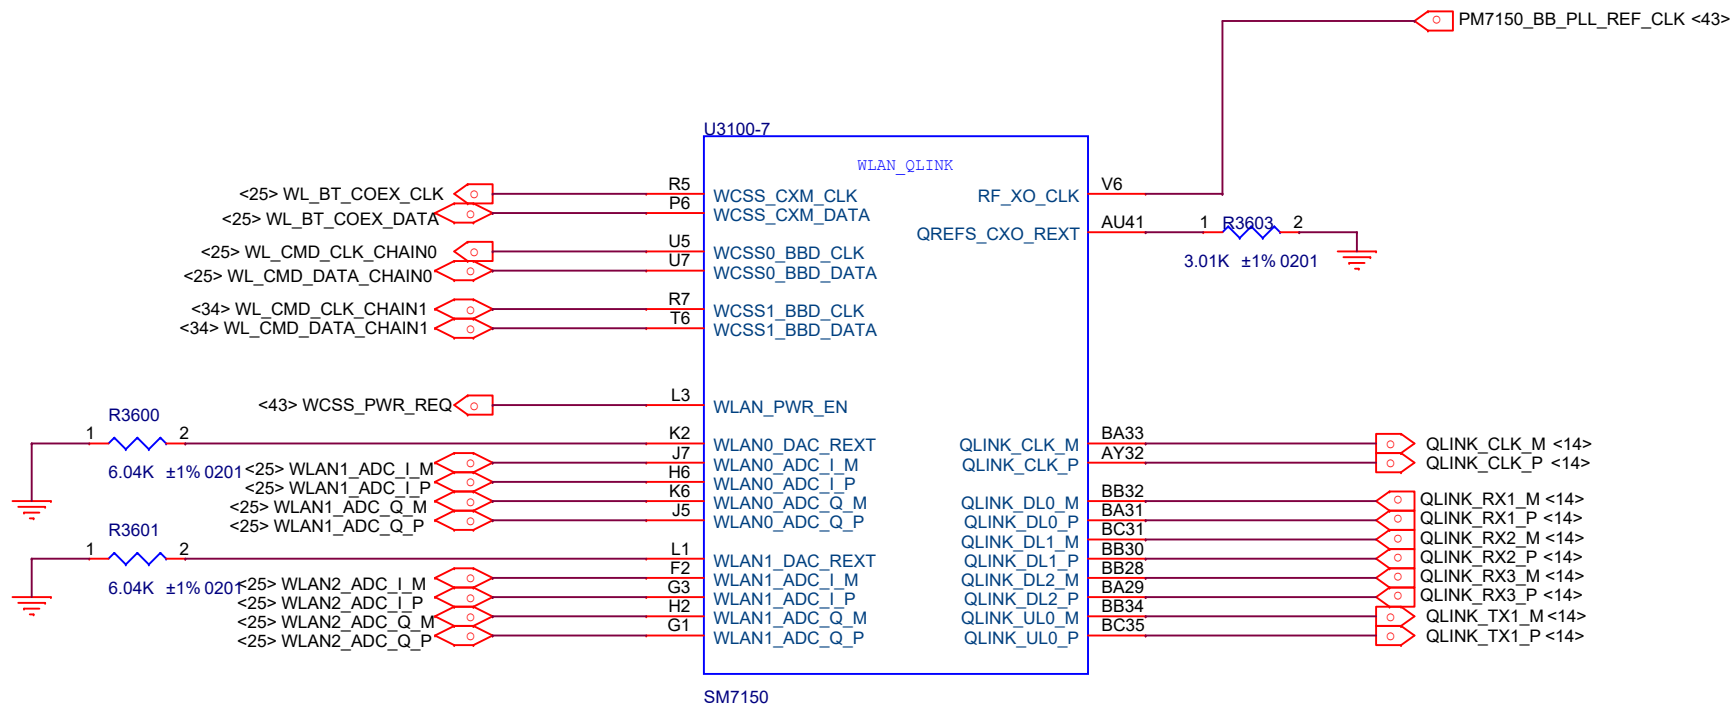 PM7150_BB_PLL_REF_CLK <43>
U3100-7
WLAN_QLINK
<25> WL_BT_COEX_CLK R5 WCSS_CXM_CLK RF_XO_CLK V6
<25> WL_BT_COEX_DATA P6 WCSS_CXM_DATA
QREFS_CXO_REXT AU41 1 R3603 2
3.01K ±1% 0201
<25> WL_CMD_CLK_CHAIN0 U5 WCSS0_BBD_CLK
<25> WL_CMD_DATA_CHAIN0 U7 WCSS0_BBD_DATA
<34> WL_CMD_CLK_CHAIN1 R7 WCSS1_BBD_CLK
<34> WL_CMD_DATA_CHAIN1 T6 WCSS1_BBD_DATA
<43> WCSS_PWR_REQ L3 WLAN_PWR_EN
R3600
1 2 K2 WLAN0_DAC_REXT QLINK_CLK_M BA33 QLINK_CLK_M <14>
6.04K ±1% 0201
<25> WLAN1_ADC_I_M J7 WLAN0_ADC_I_M QLINK_CLK_P AY32 QLINK_CLK_P <14>
<25> WLAN1_ADC_I_P H6 WLAN0_ADC_I_P
<25> WLAN1_ADC_Q_M K6 WLAN0_ADC_Q_M QLINK_DL0_M BB32 QLINK_RX1_M <14>
<25> WLAN1_ADC_Q_P J5 WLAN0_ADC_Q_P QLINK_DL0_P BA31 QLINK_RX1_P <14>
R3601
QLINK_DL1_M BC31 QLINK_RX2_M <14>
1 2 L1 WLAN1_DAC_REXT QLINK_DL1_P BB30 QLINK_RX2_P <14>
6.04K ±1% 0201
<25> WLAN2_ADC_I_M F2 WLAN1_ADC_I_M QLINK_DL2_M BB28 QLINK_RX3_M <14>
<25> WLAN2_ADC_I_P G3 WLAN1_ADC_I_P QLINK_DL2_P BA29 QLINK_RX3_P <14>
<25> WLAN2_ADC_Q_M H2 WLAN1_ADC_Q_M QLINK_UL0_M BB34 QLINK_TX1_M <14>
<25> WLAN2_ADC_Q_P G1 WLAN1_ADC_Q_P QLINK_UL0_P BC35 QLINK_TX1_P <14>
SM7150